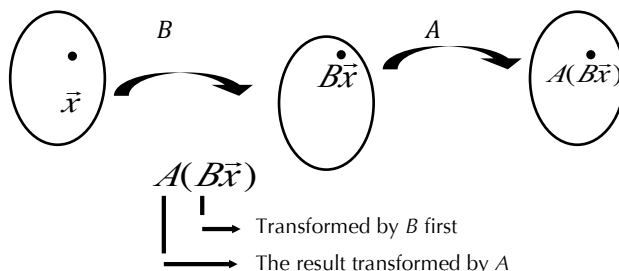 B A
x⃗ Bx⃗ A(Bx⃗)
A(Bx⃗)
Transformed by B first
The result transformed by A